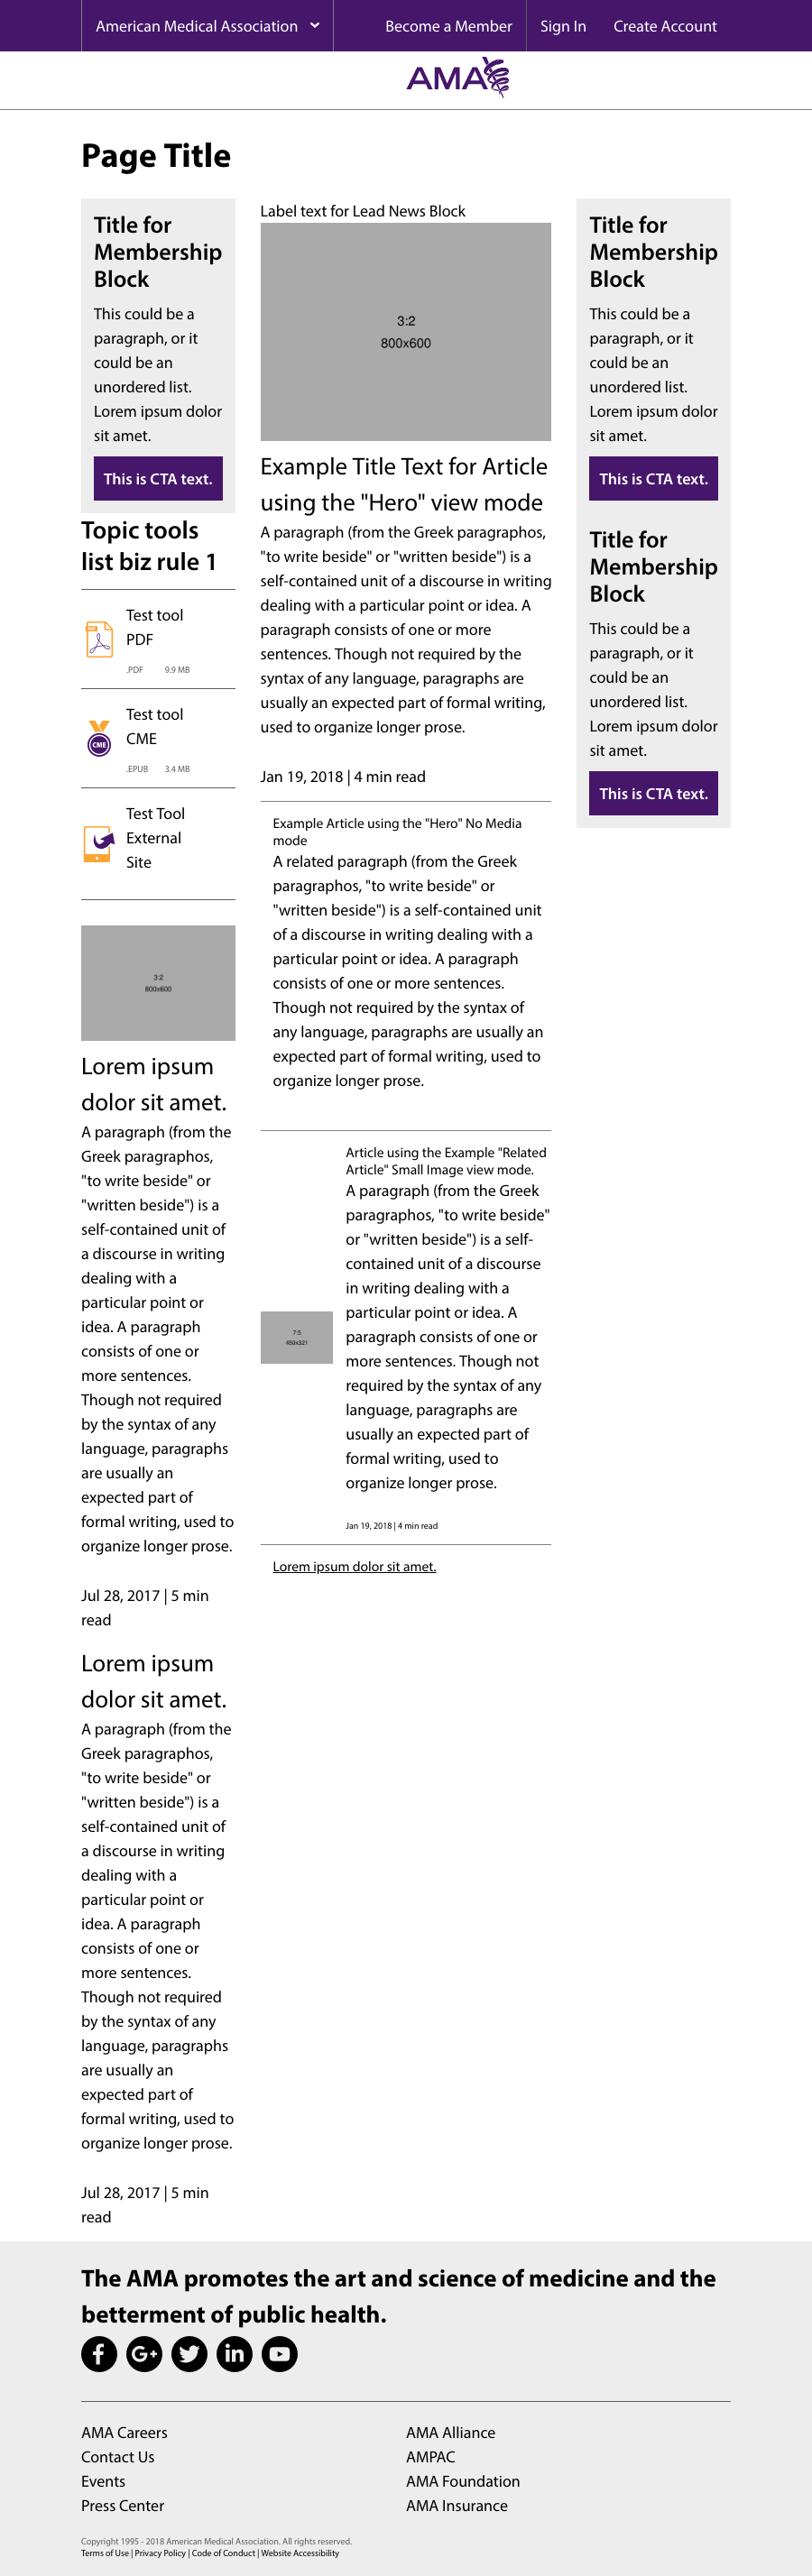 American Medical Association
Become a Member
Sign In
Create Account
AMA
Page Title
Title for
Membership
Block
This could be a
paragraph, or it
could be an
unordered list.
Lorem ipsum dolor
sit amet.
This is CTA text.
Topic tools
list biz rule 1
Test tool
PDF
.PDF 9.9 MB
CME
Test tool
CME
.EPUB 3.4 MB
Test Tool
External
Site
3:2
800x600
Lorem ipsum
dolor sit amet.
A paragraph (from the
Greek paragraphos,
"to write beside" or
"written beside") is a
self-contained unit of
a discourse in writing
dealing with a
particular point or
idea. A paragraph
consists of one or
more sentences.
Though not required
by the syntax of any
language, paragraphs
are usually an
expected part of
formal writing, used to
organize longer prose.
Jul 28, 2017 | 5 min
read
Lorem ipsum
dolor sit amet.
A paragraph (from the
Greek paragraphos,
"to write beside" or
"written beside") is a
self-contained unit of
a discourse in writing
dealing with a
particular point or
idea. A paragraph
consists of one or
more sentences.
Though not required
by the syntax of any
language, paragraphs
are usually an
expected part of
formal writing, used to
organize longer prose.
Jul 28, 2017 | 5 min
read
Label text for Lead News Block
3:2
800x600
Example Title Text for Article
using the "Hero" view mode
A paragraph (from the Greek paragraphos,
"to write beside" or "written beside") is a
self-contained unit of a discourse in writing
dealing with a particular point or idea. A
paragraph consists of one or more
sentences. Though not required by the
syntax of any language, paragraphs are
usually an expected part of formal writing,
used to organize longer prose.
Jan 19, 2018 | 4 min read
Example Article using the "Hero" No Media
mode
A related paragraph (from the Greek
paragraphos, "to write beside" or
"written beside") is a self-contained unit
of a discourse in writing dealing with a
particular point or idea. A paragraph
consists of one or more sentences.
Though not required by the syntax of
any language, paragraphs are usually an
expected part of formal writing, used to
organize longer prose.
7:5
450x321
Article using the Example "Related
Article" Small Image view mode.
A paragraph (from the Greek
paragraphos, "to write beside"
or "written beside") is a self-
contained unit of a discourse
in writing dealing with a
particular point or idea. A
paragraph consists of one or
more sentences. Though not
required by the syntax of any
language, paragraphs are
usually an expected part of
formal writing, used to
organize longer prose.
Jan 19, 2018 | 4 min read
Lorem ipsum dolor sit amet.
Title for
Membership
Block
This could be a
paragraph, or it
could be an
unordered list.
Lorem ipsum dolor
sit amet.
This is CTA text.
Title for
Membership
Block
This could be a
paragraph, or it
could be an
unordered list.
Lorem ipsum dolor
sit amet.
This is CTA text.
The AMA promotes the art and science of medicine and the
betterment of public health.
AMA Careers
Contact Us
Events
Press Center
AMA Alliance
AMPAC
AMA Foundation
AMA Insurance
Copyright 1995 - 2018 American Medical Association. All rights reserved.
Terms of Use | Privacy Policy | Code of Conduct | Website Accessibility